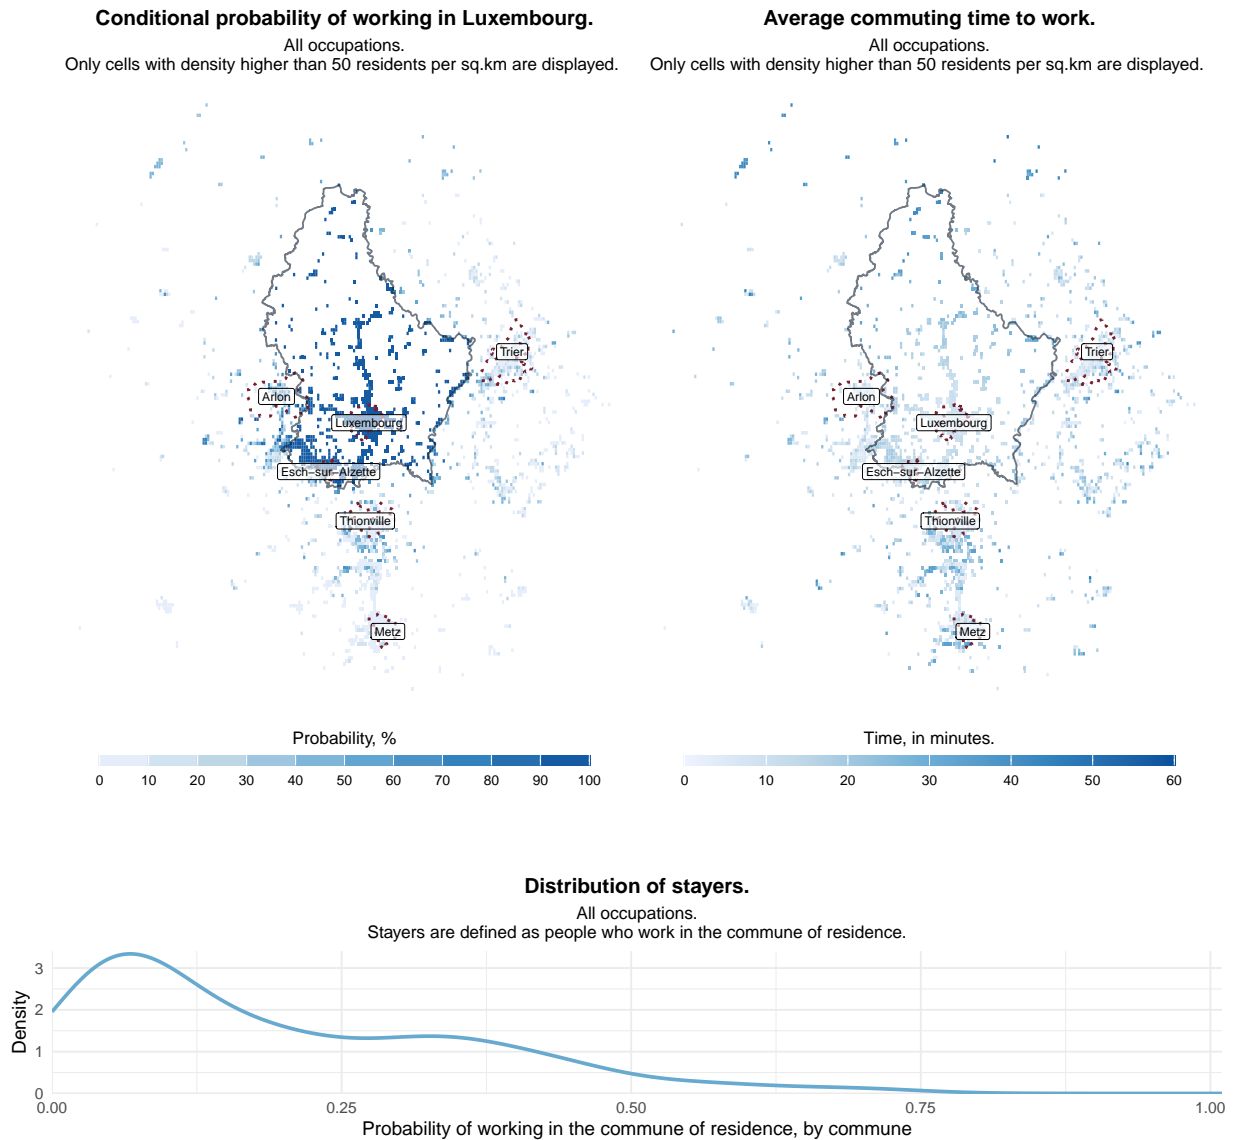 Conditional probability of working in Luxembourg.
All occupations.
Only cells with density higher than 50 residents per sq.km are displayed.
Arlon
Trier
Luxembourg
Esch−sur−Alzette
Thionville
Metz
Probability, %
0 10 20 30 40 50 60 70 80 90 100
Average commuting time to work.
All occupations.
Only cells with density higher than 50 residents per sq.km are displayed.
Trier
Arlon
Luxembourg
Esch−sur−Alzette
Thionville
Metz
Time, in minutes.
0 10 20 30 40 50 60
Distribution of stayers.
All occupations.
Stayers are defined as people who work in the commune of residence.
Density
3
2
1
0
0.00 0.25 0.50 0.75 1.00
Probability of working in the commune of residence, by commune